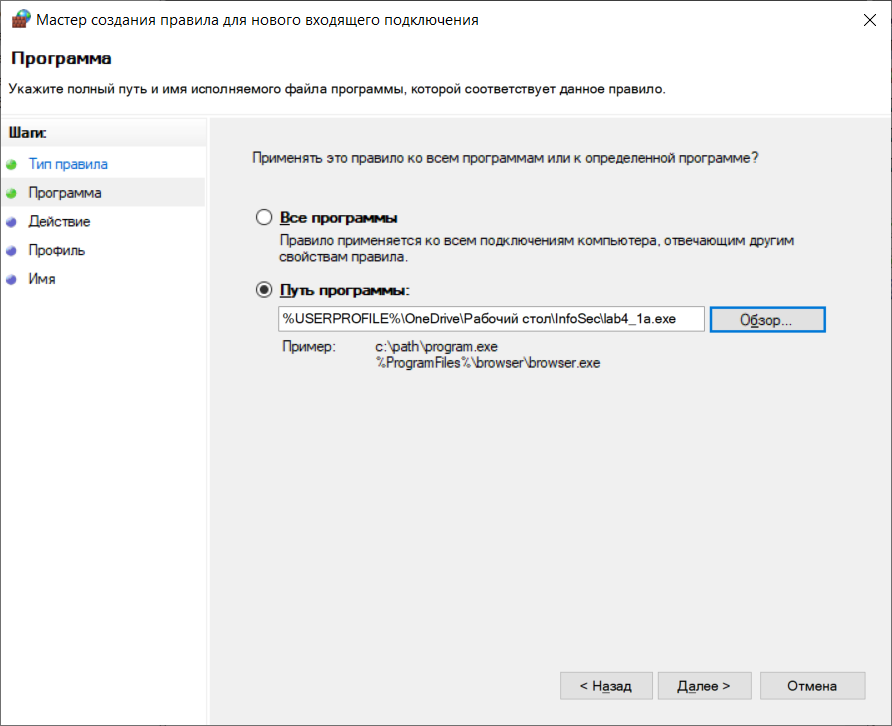 Мастер создания правила для нового входящего подключения
Программа
Укажите полный путь и имя исполняемого файла программы, которой соответствует данное правило.
Шаги:
Тип правила
Программа
Действие
Профиль
Имя
Применять это правило ко всем программам или к определенной программе?
Все программы
Правило применяется ко всем подключениям компьютера, отвечающим другим
свойствам правила.
Путь программы:
%USERPROFILE%\OneDrive\Рабочий стол\InfoSec\lab4_1a.exe
Обзор...
Пример:
c:\path\program.exe
%ProgramFiles%\browser\browser.exe
< Назад
Далее >
Отмена